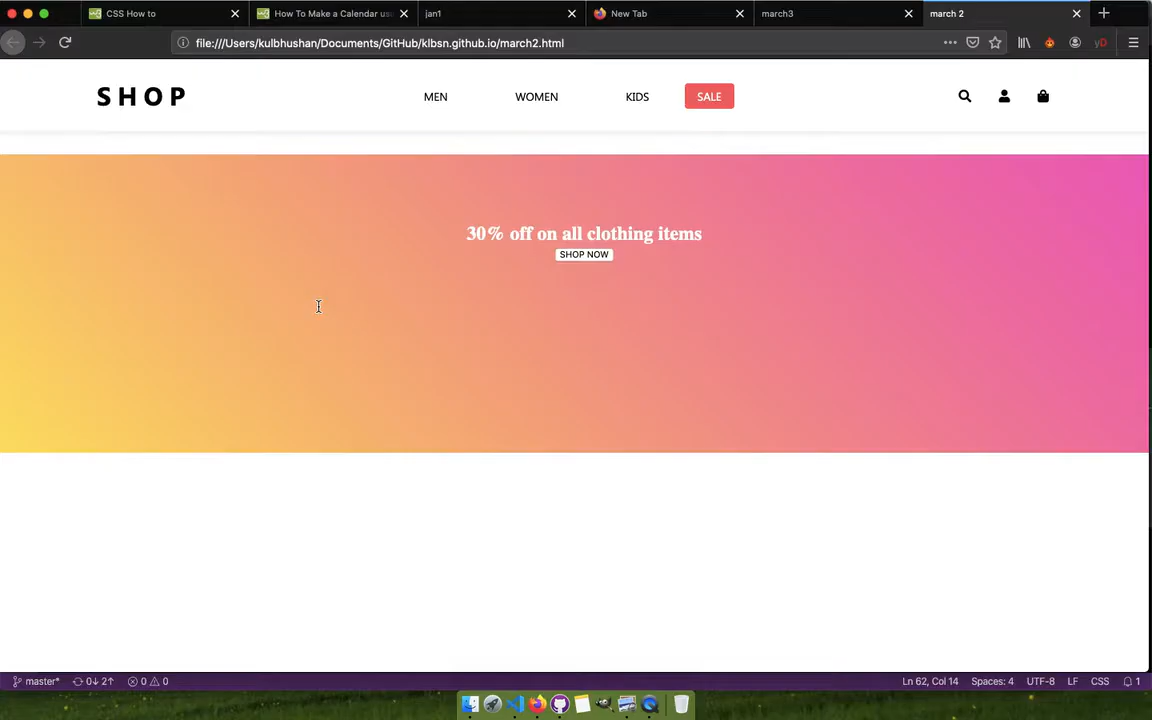 CSS How to
How To Make a Calendar us
jan1
New Tab
march3
march 2
file:///Users/kulbhushan/Documents/GitHub/klbsn.github.io/march2.html
SHOP
MEN
WOMEN
KIDS
SALE
30% off on all clothing items
SHOP NOW
master*
0↓ 2↑
0
0
Ln 62, Col 14
Spaces: 4
UTF-8
LF
CSS
1